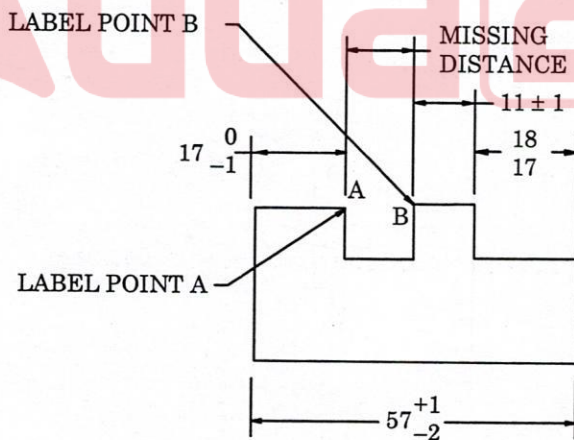 LABEL POINT B
MISSING
DISTANCE
11 ± 1
17 0 -1
18
17
A
B
LABEL POINT A
57 +1 -2